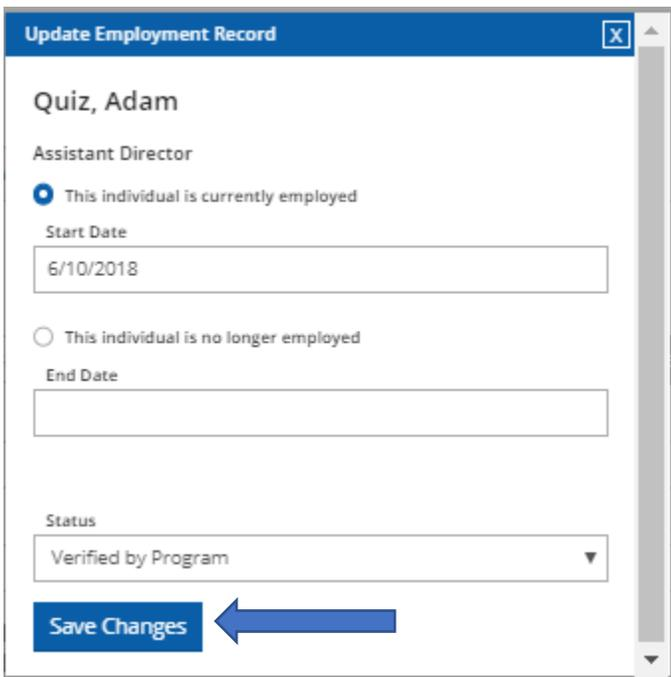 Update Employment Record X
Quiz, Adam
Assistant Director
This individual is currently employed
Start Date
6/10/2018
This individual is no longer employed
End Date
Status
Verified by Program
Save Changes